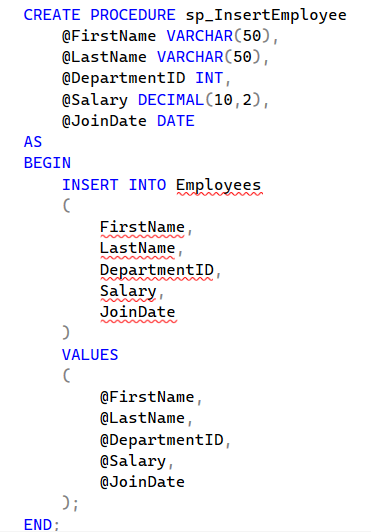 CREATE PROCEDURE sp_InsertEmployee
    @FirstName VARCHAR(50),
    @LastName VARCHAR(50),
    @DepartmentID INT,
    @Salary DECIMAL(10,2),
    @JoinDate DATE
AS
BEGIN
    INSERT INTO Employees
    (
        FirstName,
        LastName,
        DepartmentID,
        Salary,
        JoinDate
    )
    VALUES
    (
        @FirstName,
        @LastName,
        @DepartmentID,
        @Salary,
        @JoinDate
    );
END;